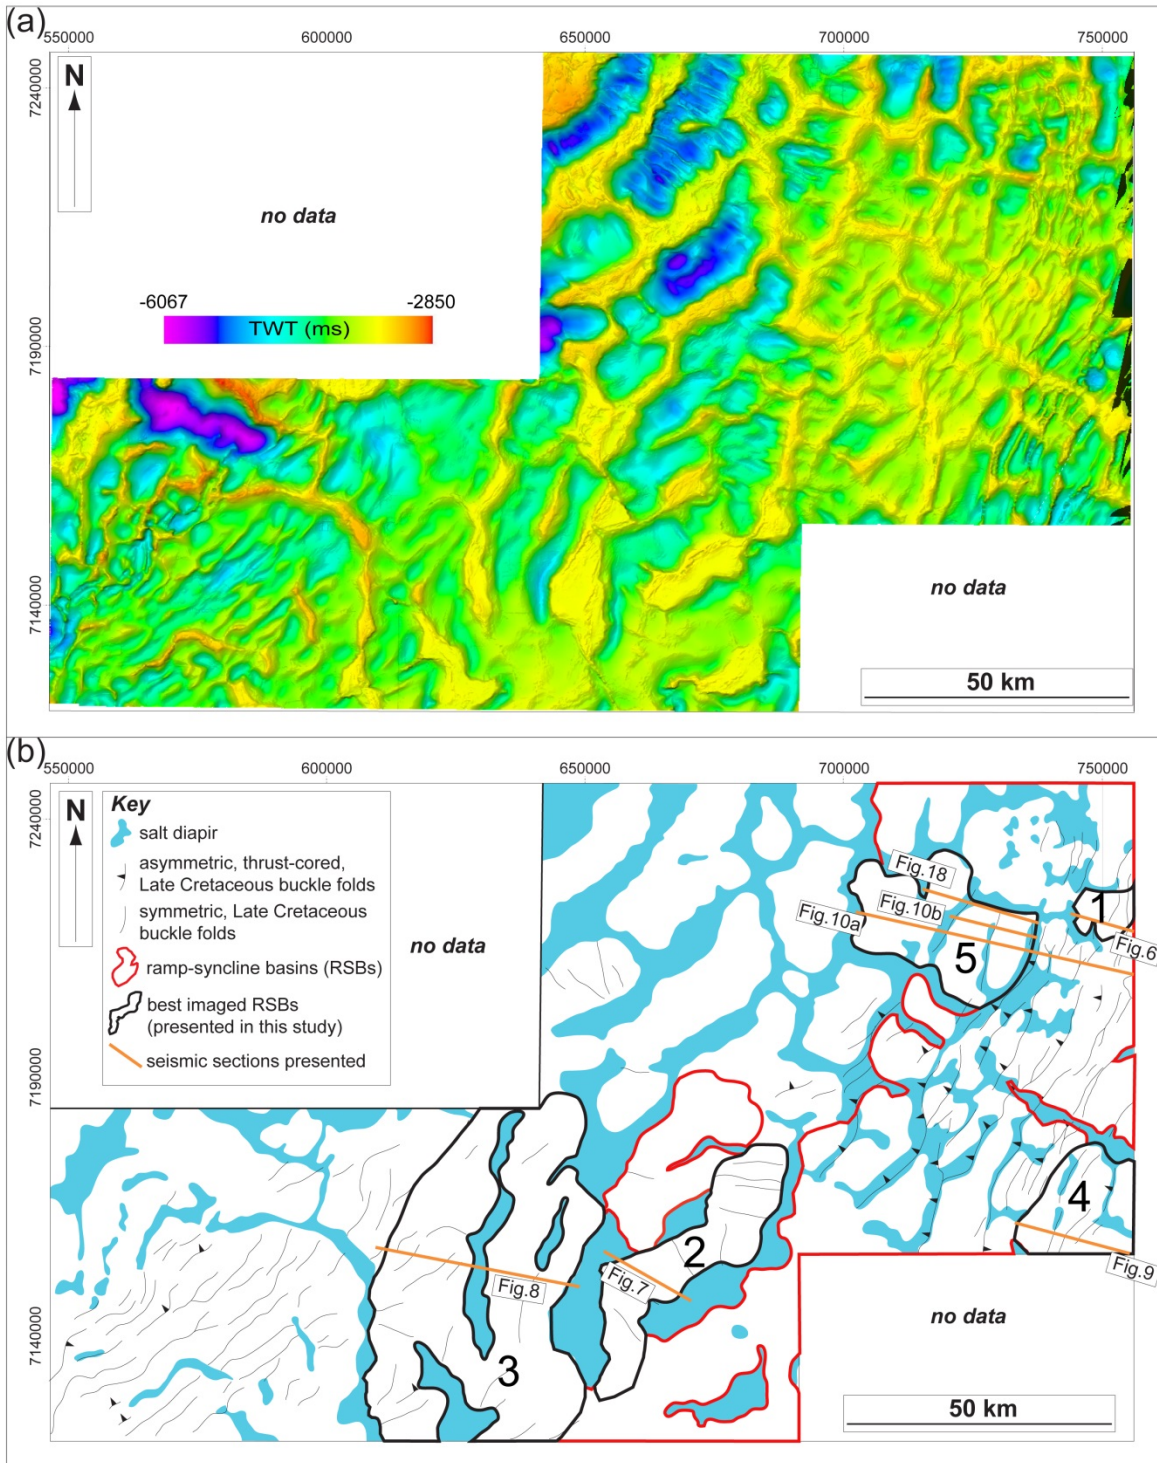 (a)
550000 600000 650000 700000 750000
N
7240000
no data
-6067 -2850
TWT (ms)
7190000
7140000
no data
50 km
(b)
550000 600000 650000 700000 750000
N
7240000
Key
salt diapir
asymmetric, thrust-cored,
Late Cretaceous buckle folds
symmetric, Late Cretaceous
buckle folds
ramp-syncline basins (RSBs)
best imaged RSBs
(presented in this study)
seismic sections presented
no data
Fig.18
Fig.10b
Fig.10a
1
Fig.6
5
7190000
4
2
Fig.7
Fig.8
Fig.9
no data
7140000
3
50 km